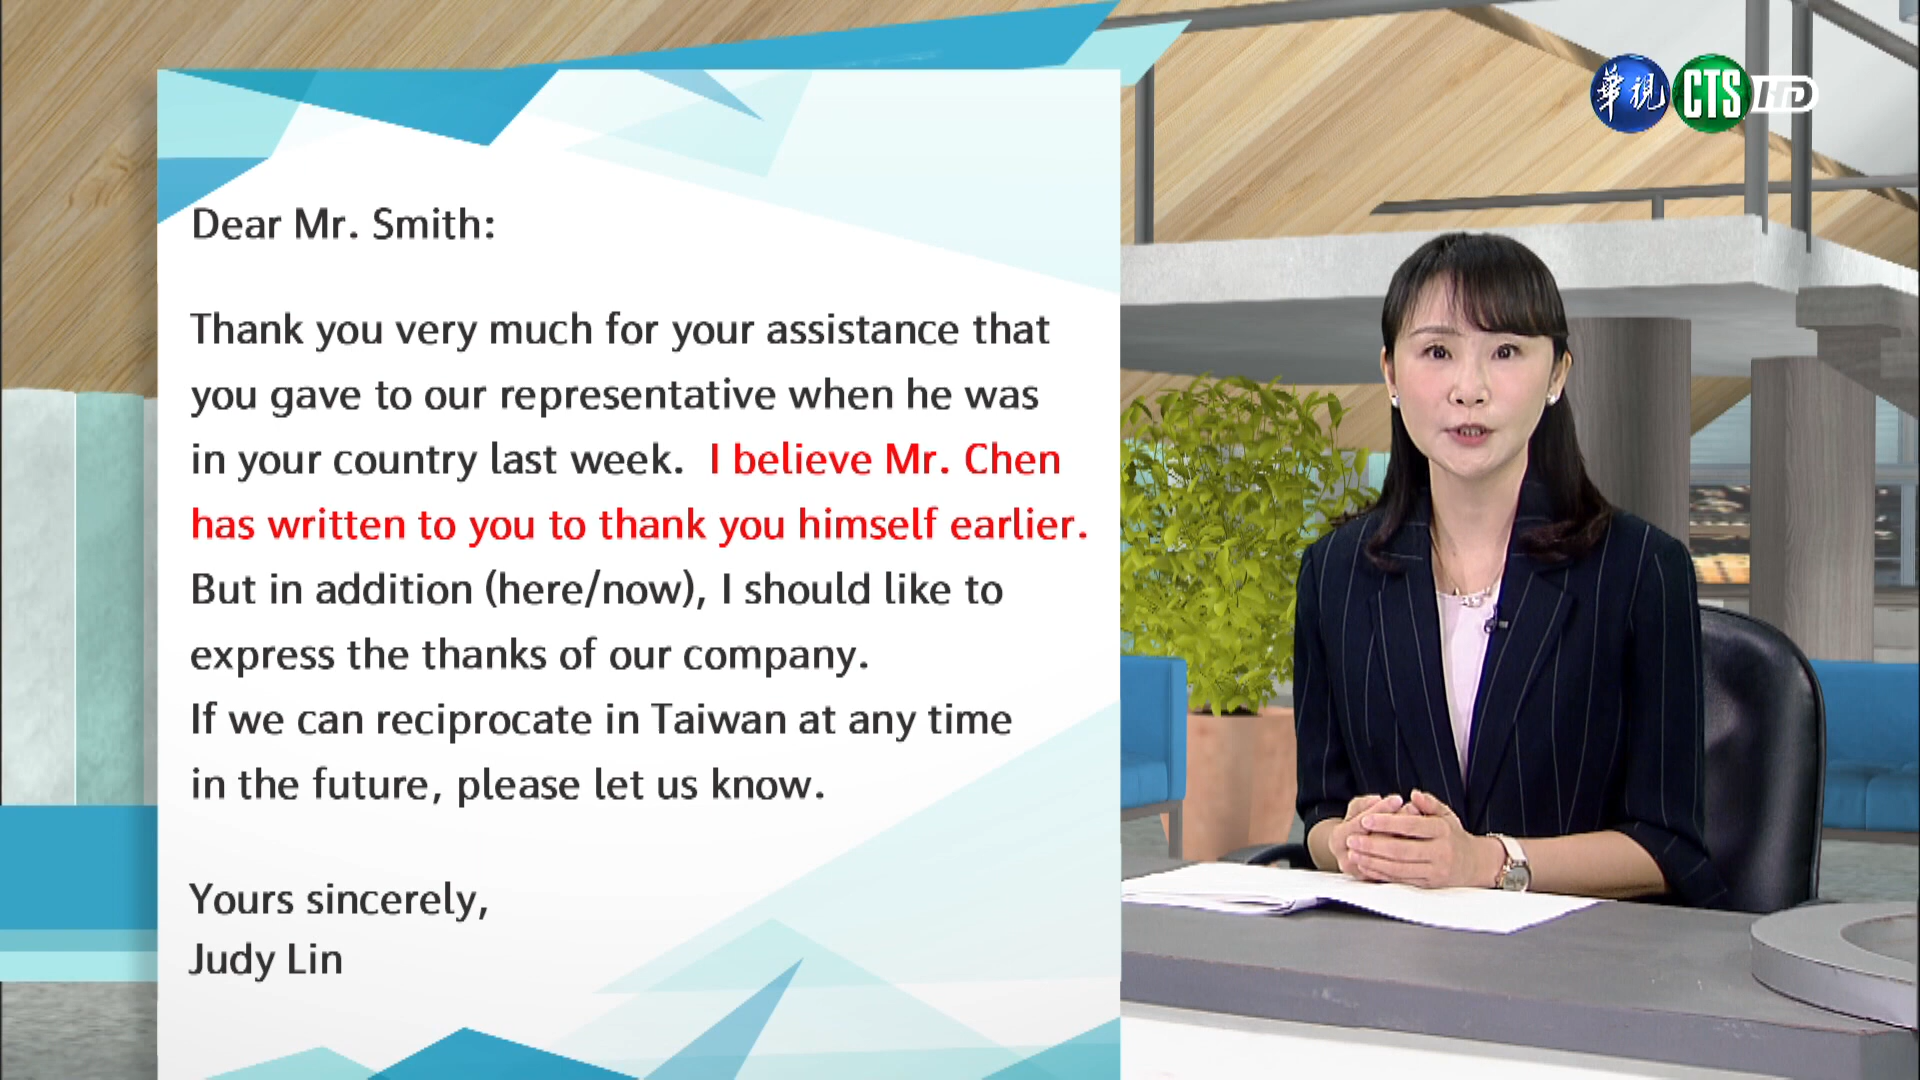 華視 CTS HD
Dear Mr. Smith:
Thank you very much for your assistance that
you gave to our representative when he was
in your country last week. I believe Mr. Chen
has written to you to thank you himself earlier.
But in addition (here/now), I should like to
express the thanks of our company.
If we can reciprocate in Taiwan at any time
in the future, please let us know.
Yours sincerely,
Judy Lin